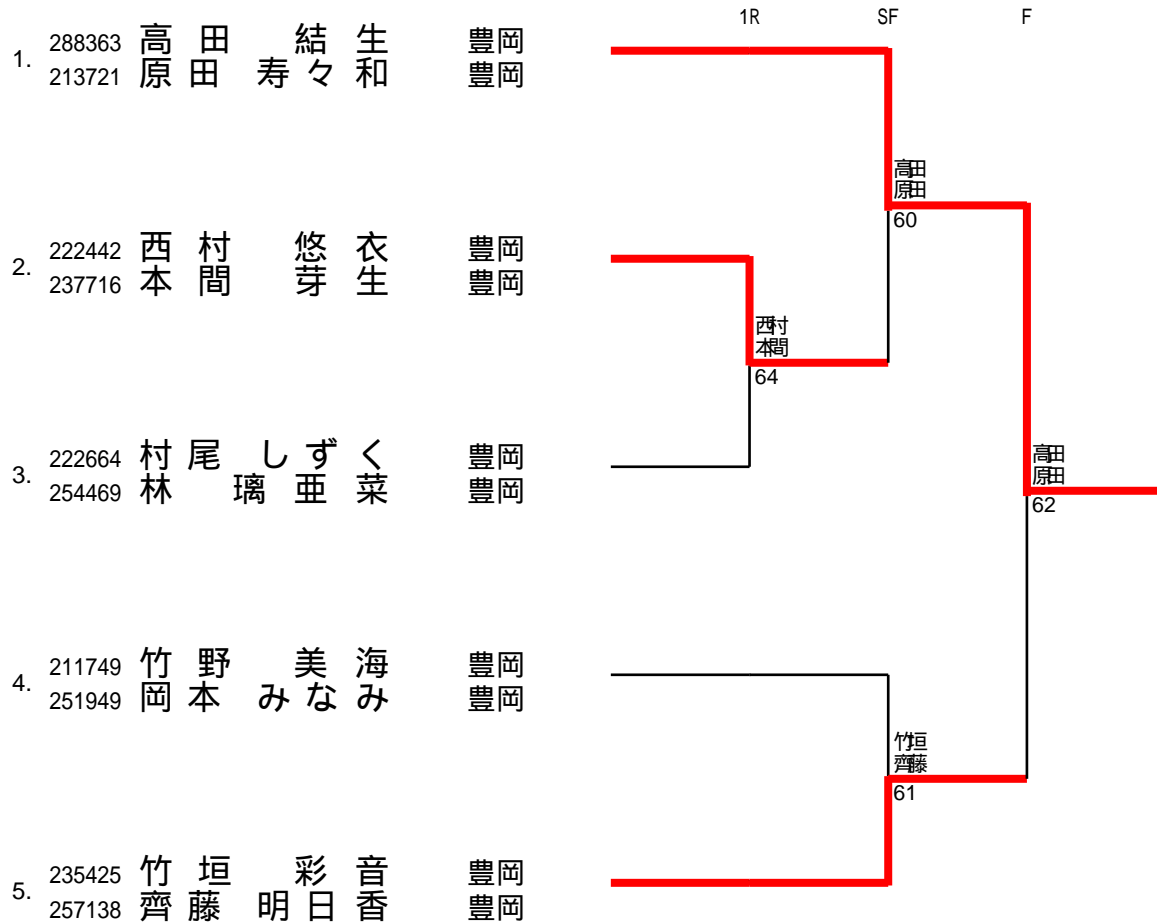 1R SF F
1. 288363 高田 結生 豊岡
213721 原田 寿々和 豊岡
高田
原田
60
2. 222442 西村 悠衣 豊岡
237716 本間 芽生 豊岡
西村
本間
64
3. 222664 村尾 しずく 豊岡
254469 林 璃亜菜 豊岡
高田
原田
62
4. 211749 竹野 美海 豊岡
251949 岡本 みなみ 豊岡
竹垣
齊藤
61
5. 235425 竹垣 彩音 豊岡
257138 齊藤 明日香 豊岡